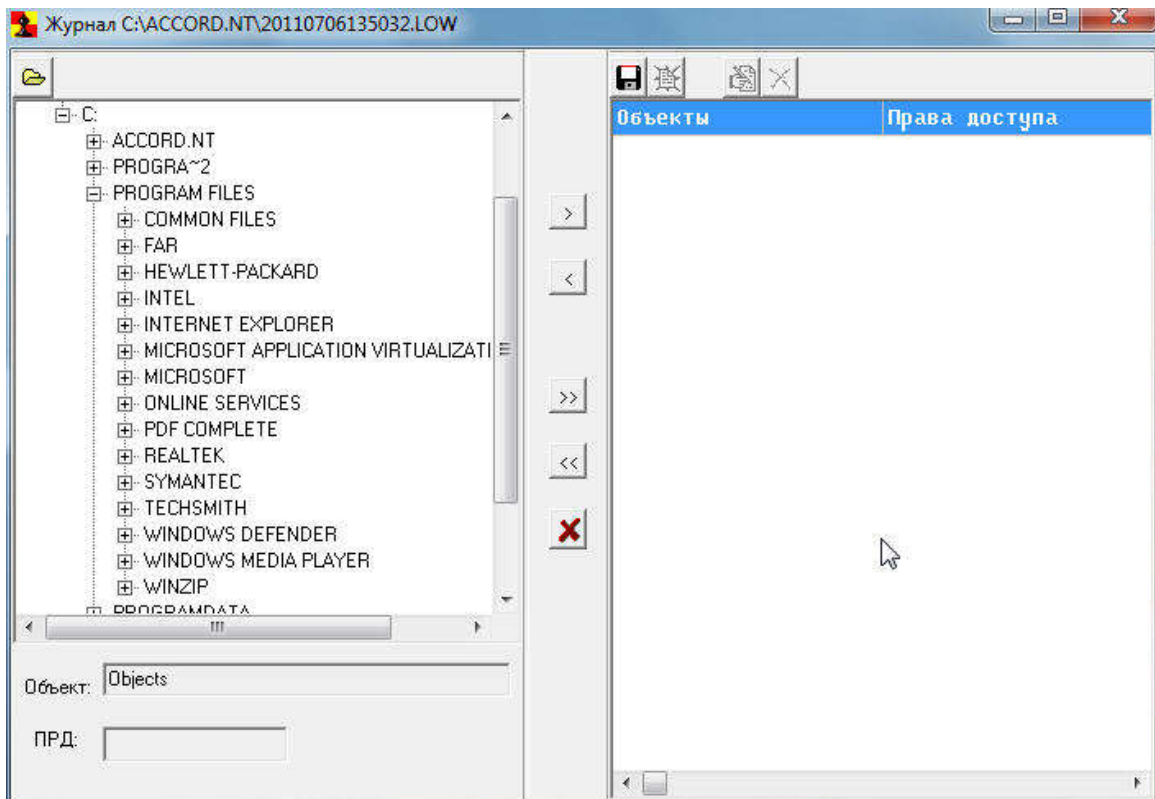 Журнал C:\ACCORD.NT\20110706135032.LOW
C:
ACCORD.NT
PROGRA~2
PROGRAM FILES
COMMON FILES
FAR
HEWLETT-PACKARD
INTEL
INTERNET EXPLORER
MICROSOFT APPLICATION VIRTUALIZATI
MICROSOFT
ONLINE SERVICES
PDF COMPLETE
REALTEK
SYMANTEC
TECHSMITH
WINDOWS DEFENDER
WINDOWS MEDIA PLAYER
WINZIP
PROGRAMDATA
Объект: Objects
ПРД:
>
<
>>
<<
Объекты Права доступа